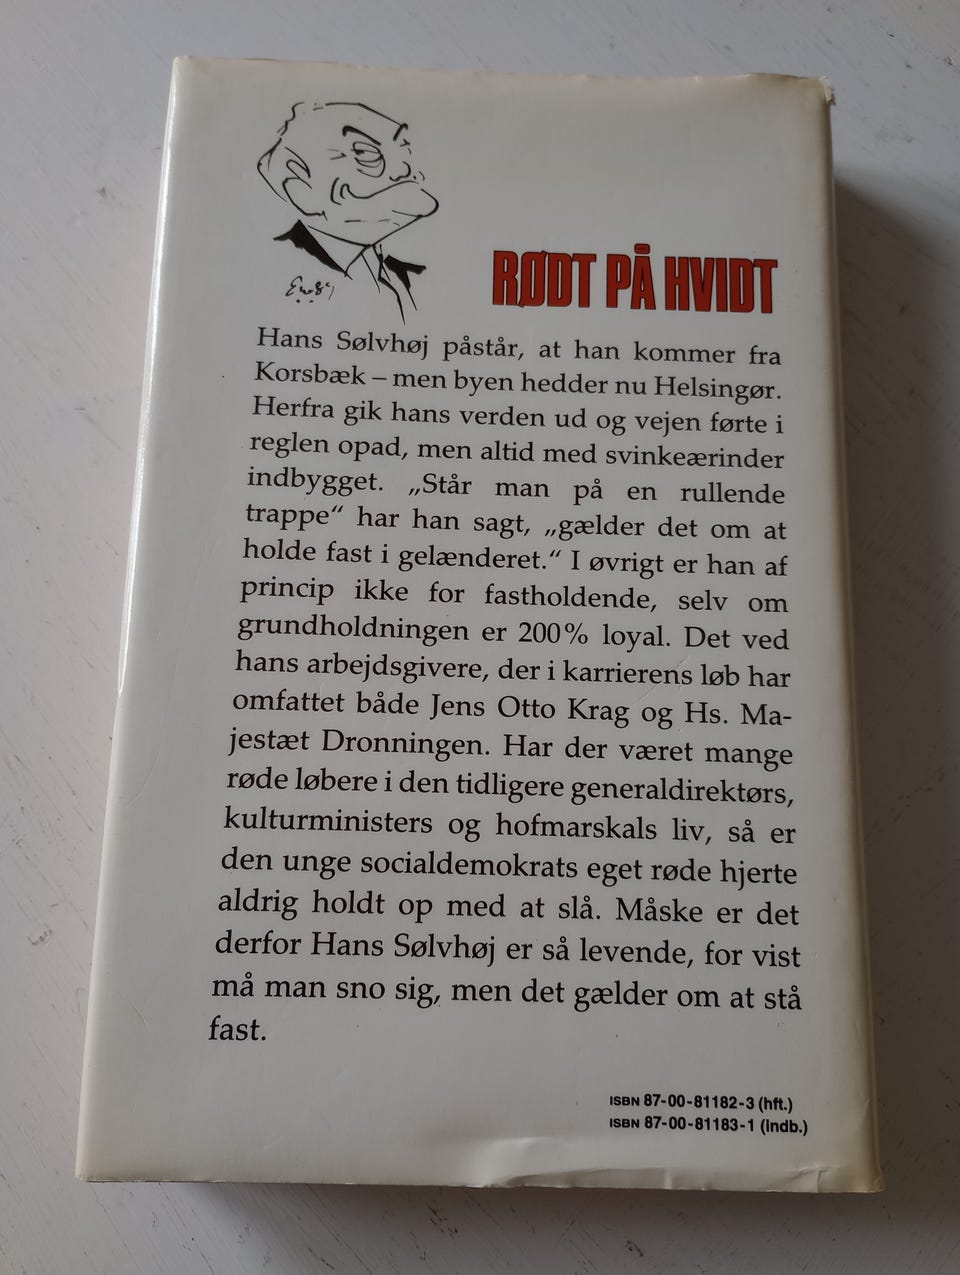 RØDT PÅ HVIDT
Hans Sølvhøj påstår, at han kommer fra
Korsbæk – men byen hedder nu Helsingør.
Herfra gik hans verden ud og vejen førte i
reglen opad, men altid med svinkeærinder
indbygget. „Står man på en rullende
trappe“ har han sagt, „gælder det om at
holde fast i gelænderet.“ I øvrigt er han af
princip ikke for fastholdende, selv om
grundholdningen er 200% loyal. Det ved
hans arbejdsgivere, der i karrierens løb har
omfattet både Jens Otto Krag og Hs. Ma-
jestæt Dronningen. Har der været mange
røde løbere i den tidligere generaldirektørs,
kulturministers og hofmarskals liv, så er
den unge socialdemokrats eget røde hjerte
aldrig holdt op med at slå. Måske er det
derfor Hans Sølvhøj er så levende, for vist
må man sno sig, men det gælder om at stå
fast.
ISBN 87-00-81182-3 (hft.)
ISBN 87-00-81183-1 (indb.)